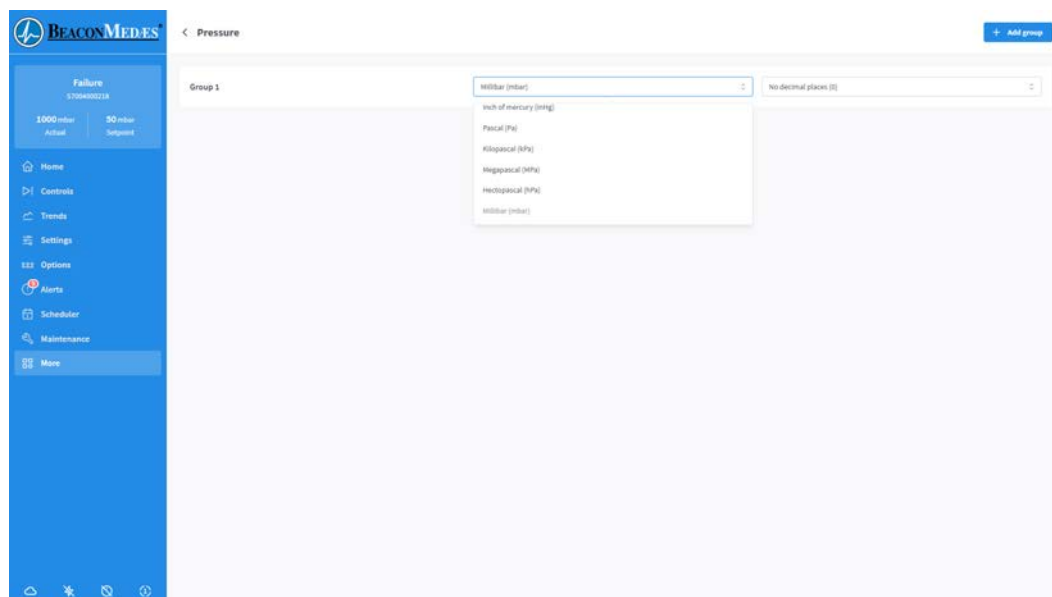 BEACONMEDÆS
Pressure
+ Add group
Failure
1000 mbar 50 mbar
Actual Setpoint
Group 1
Millibar (mbar)
No decimal places (0)
Inch of mercury (inHg)
Pascal (Pa)
Kilopascal (kPa)
Megapascal (MPa)
Hectopascal (hPa)
Millibar (mbar)
Home
Controls
Trends
Settings
Options
Alerts
Scheduler
Maintenance
More